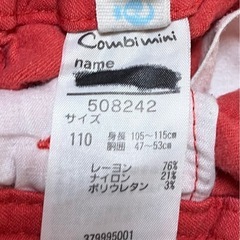 Combimini
name
508242
サイズ
110 身長 105~115cm
胴囲 47~53cm
レーヨン 76%
ナイロン 21%
ポリウレタン 3%
379995001